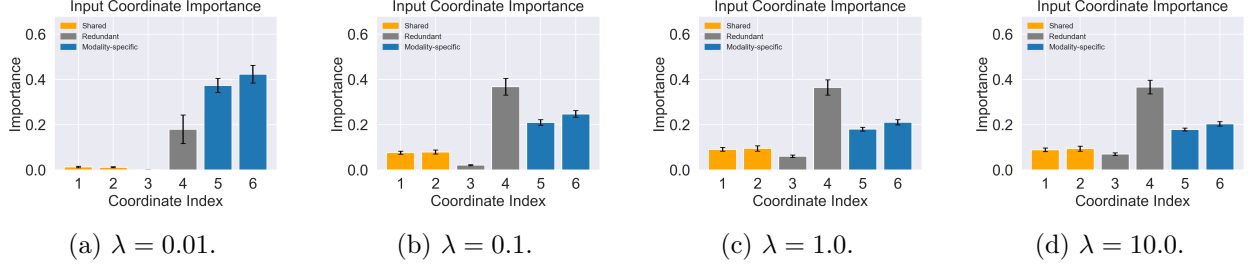 Input Coordinate Importance
0.6
0.4
0.2
0.0
Importance
Shared
Redundant
Modality-specific
1 2 3 4 5 6
Coordinate Index
(a) λ = 0.01.
Input Coordinate Importance
0.6
0.4
0.2
0.0
Importance
Shared
Redundant
Modality-specific
1 2 3 4 5 6
Coordinate Index
(b) λ = 0.1.
Input Coordinate Importance
0.6
0.4
0.2
0.0
Importance
Shared
Redundant
Modality-specific
1 2 3 4 5 6
Coordinate Index
(c) λ = 1.0.
Input Coordinate Importance
0.6
0.4
0.2
0.0
Importance
Shared
Redundant
Modality-specific
1 2 3 4 5 6
Coordinate Index
(d) λ = 10.0.